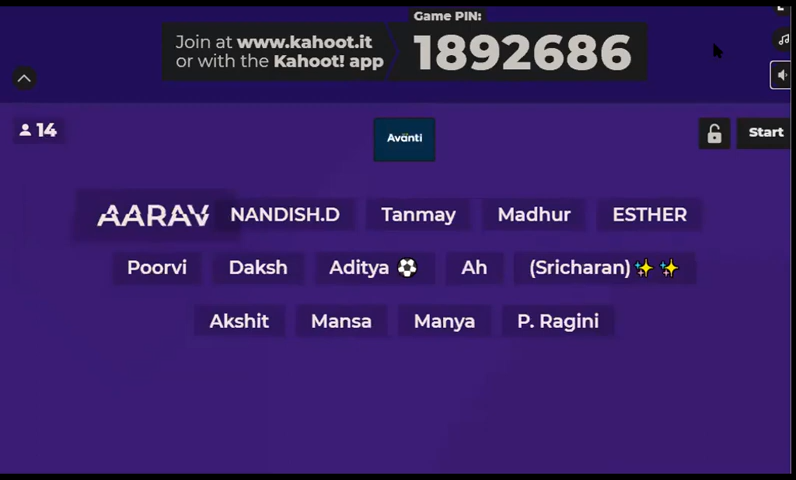 Game PIN:
Join at www.kahoot.it
or with the Kahoot! app
1892686
14
Avanti
Start
AARAV NANDISH.D Tanmay Madhur ESTHER
Poorvi Daksh Aditya ⚽ Ah (Sricharan)✨✨
Akshit Mansa Manya P. Ragini